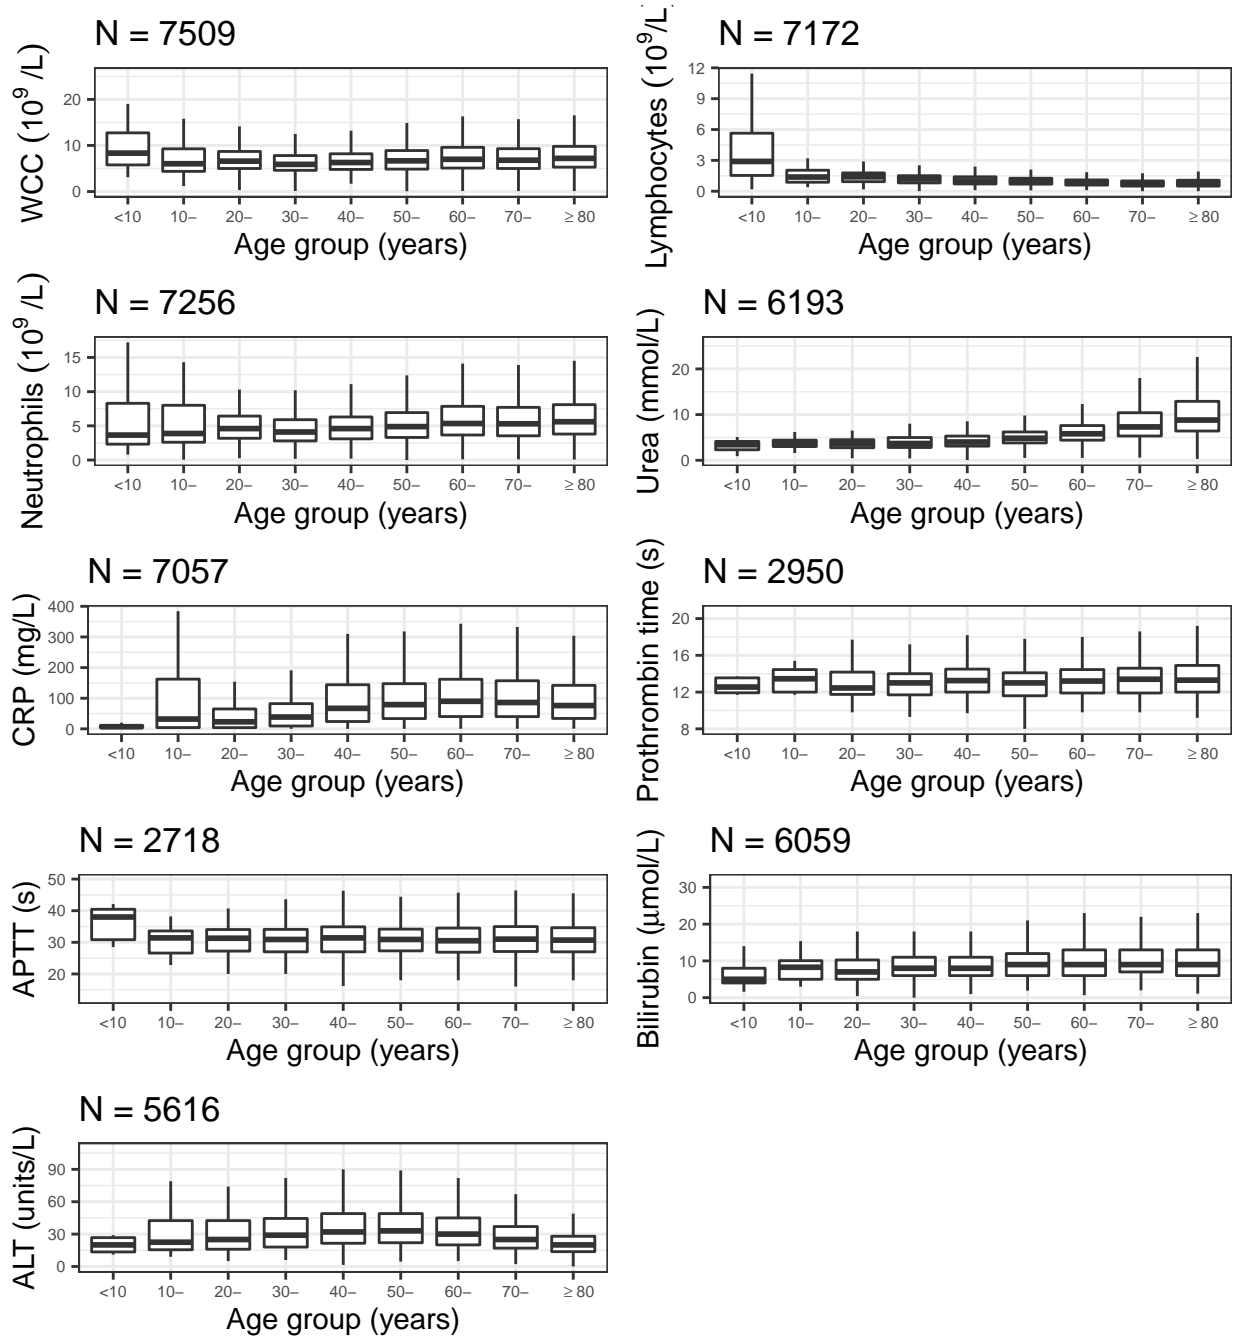 N = 7509
WCC (10⁹ /L)
20
10
0
<10 10– 20– 30– 40– 50– 60– 70– ≥ 80
Age group (years)
N = 7172
Lymphocytes (10⁹/L)
12
9
6
3
0
<10 10– 20– 30– 40– 50– 60– 70– ≥ 80
Age group (years)
N = 7256
Neutrophils (10⁹ /L)
15
10
5
0
<10 10– 20– 30– 40– 50– 60– 70– ≥ 80
Age group (years)
N = 6193
Urea (mmol/L)
20
10
0
<10 10– 20– 30– 40– 50– 60– 70– ≥ 80
Age group (years)
N = 7057
CRP (mg/L)
400
300
200
100
0
<10 10– 20– 30– 40– 50– 60– 70– ≥ 80
Age group (years)
N = 2950
Prothrombin time (s)
20
16
12
8
<10 10– 20– 30– 40– 50– 60– 70– ≥ 80
Age group (years)
N = 2718
APTT (s)
50
40
30
20
<10 10– 20– 30– 40– 50– 60– 70– ≥ 80
Age group (years)
N = 6059
Bilirubin (μmol/L)
30
20
10
0
<10 10– 20– 30– 40– 50– 60– 70– ≥ 80
Age group (years)
N = 5616
ALT (units/L)
90
60
30
0
<10 10– 20– 30– 40– 50– 60– 70– ≥ 80
Age group (years)